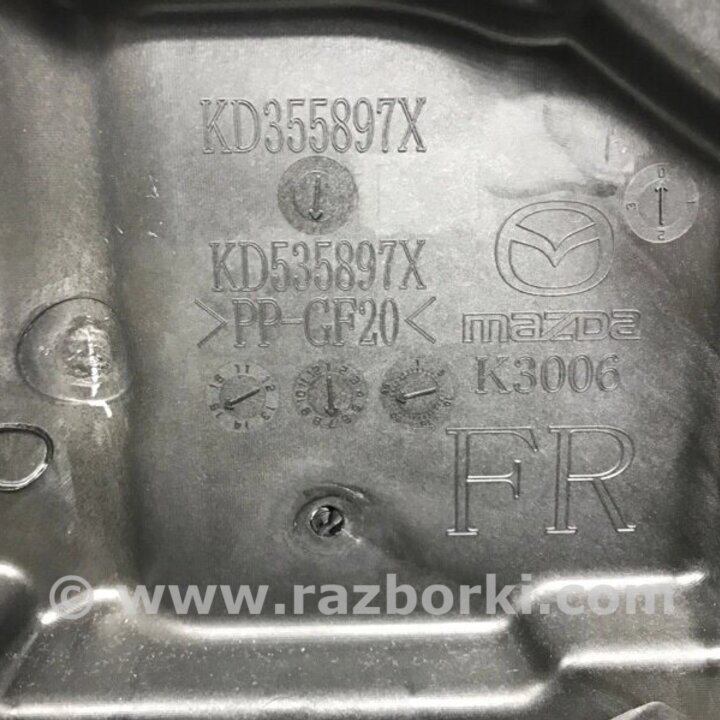 KD355897X
KD535897X
>PP-GF20<
mazda
K3006
FR
© www.razborki.com